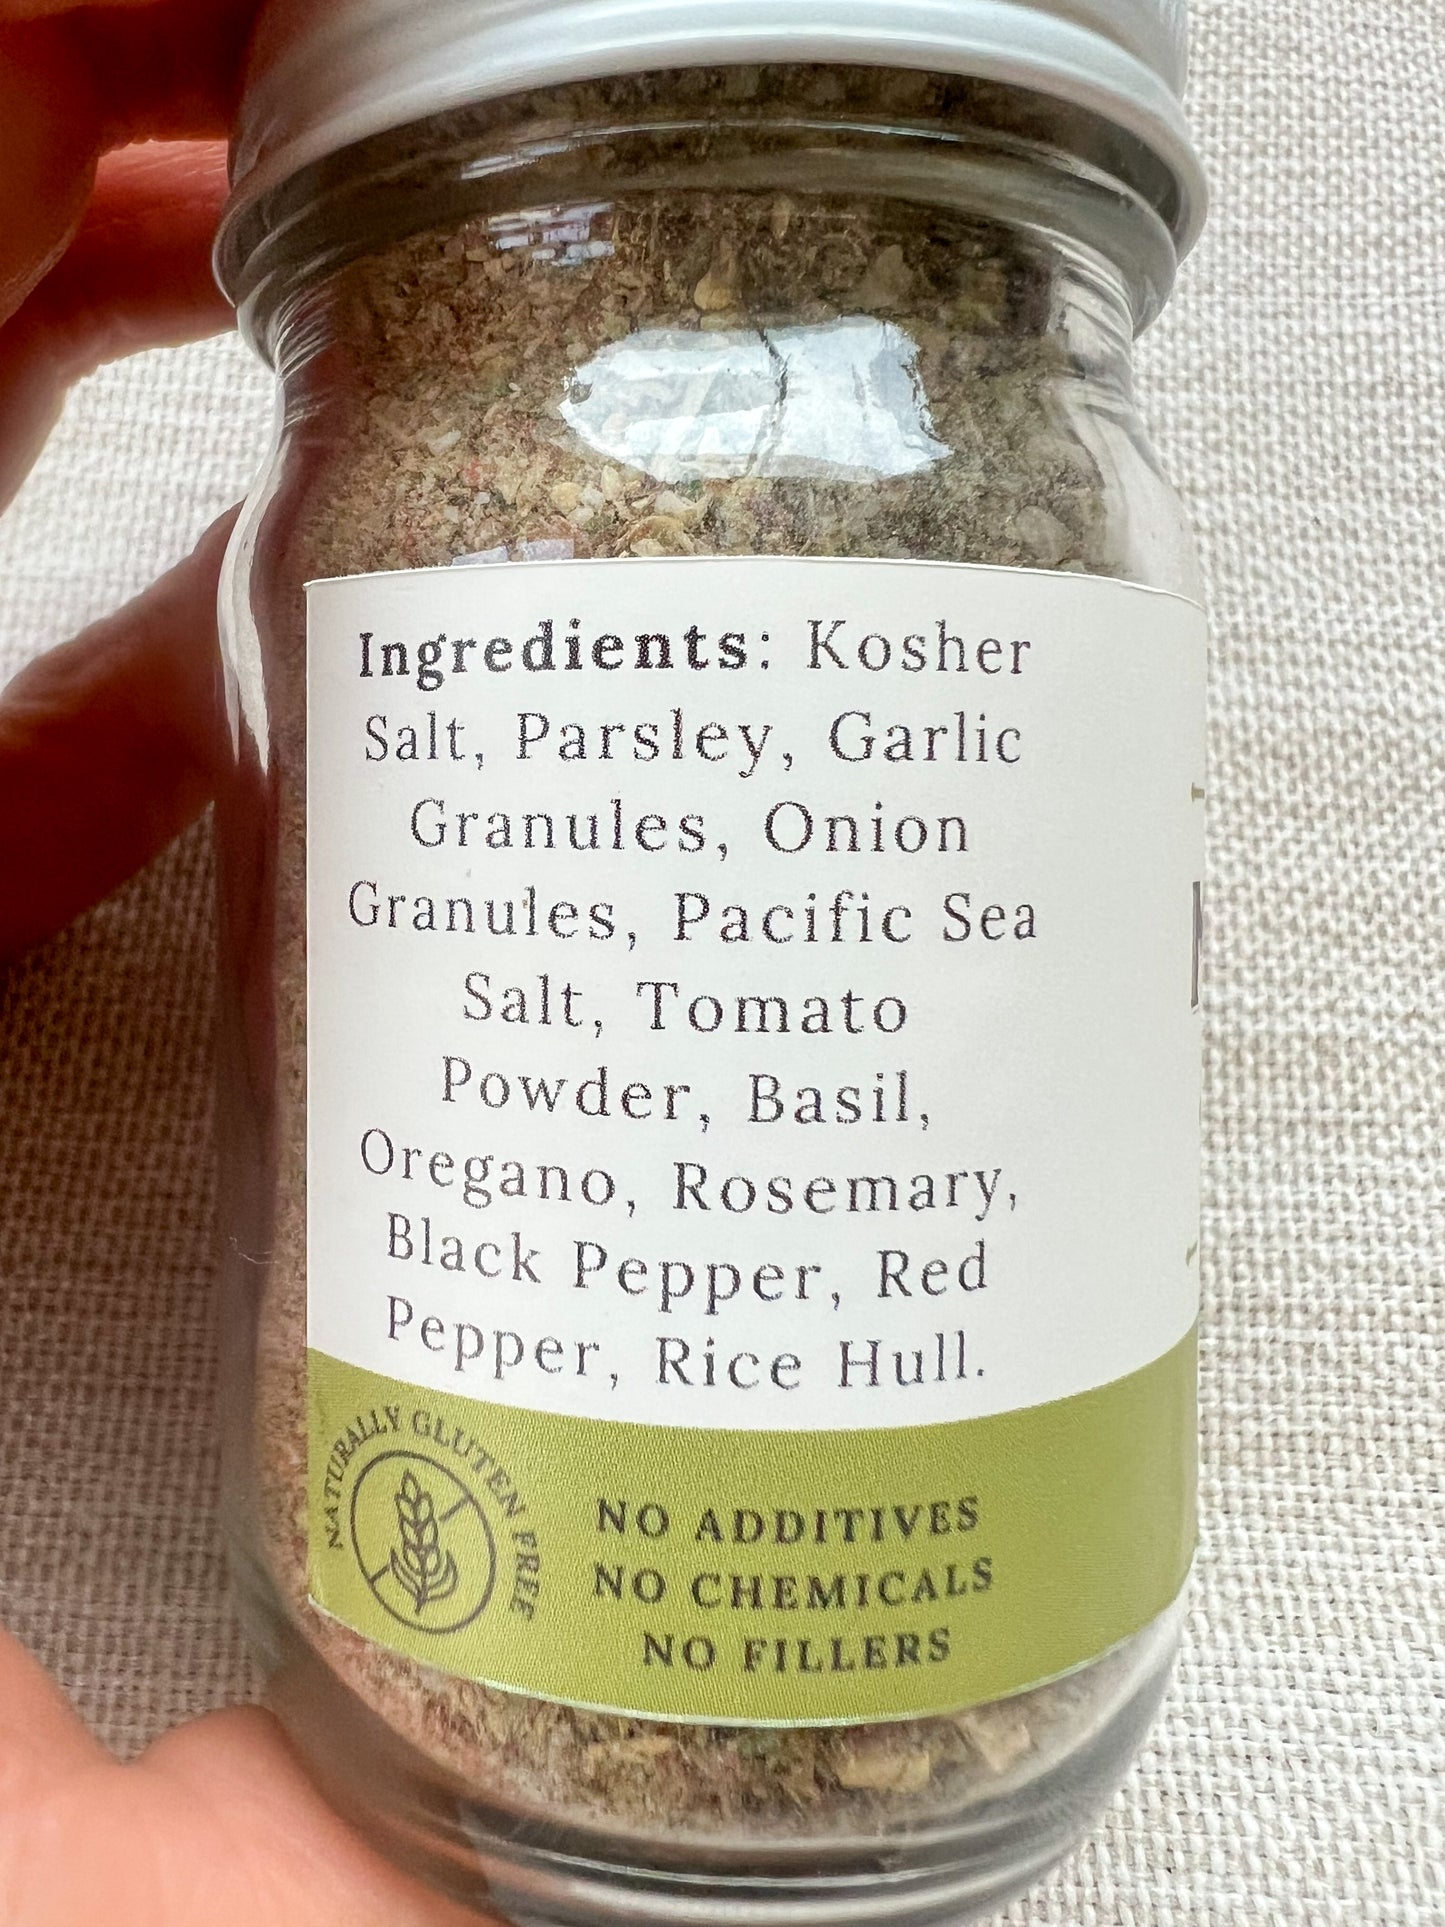 Ingredients: Kosher
Salt, Parsley, Garlic
Granules, Onion
Granules, Pacific Sea
Salt, Tomato
Powder, Basil,
Oregano, Rosemary,
Black Pepper, Red
Pepper, Rice Hull.
NATURALLY GLUTEN FREE
NO ADDITIVES
NO CHEMICALS
NO FILLERS